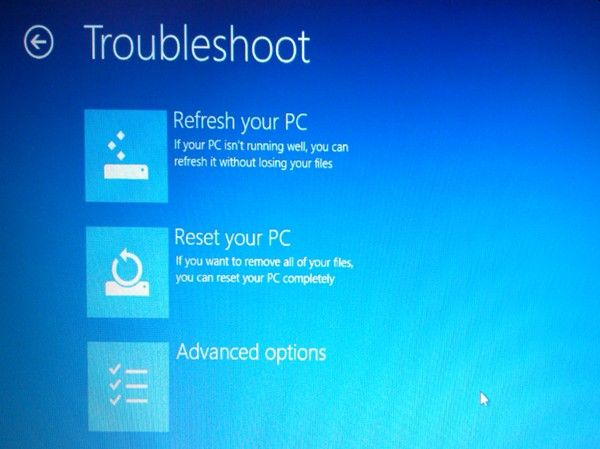 Troubleshoot
Refresh your PC
If your PC isn't running well, you can
refresh it without losing your files
Reset your PC
If you want to remove all of your files,
you can reset your PC completely
Advanced options